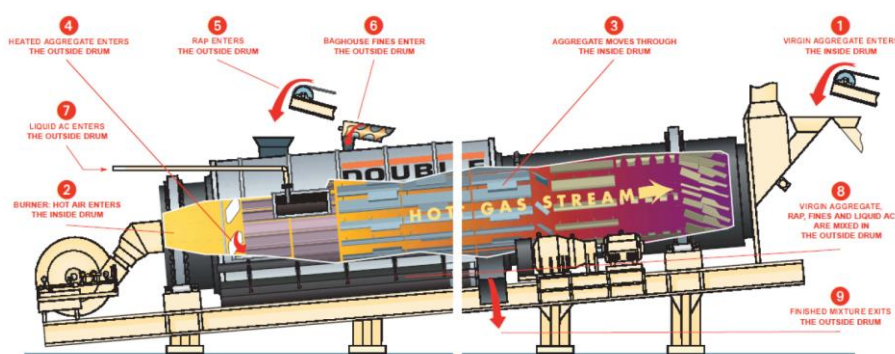 4
HEATED AGGREGATE ENTERS
THE OUTSIDE DRUM
5
RAP ENTERS
THE OUTSIDE DRUM
6
BAGHOUSE FINES ENTER
THE OUTSIDE DRUM
3
AGGREGATE MOVES THROUGH
THE INSIDE DRUM
1
VIRGIN AGGREGATE ENTERS
THE INSIDE DRUM
7
LIQUID AC ENTERS
THE OUTSIDE DRUM
DOUBLE
2
BURNER: HOT AIR ENTERS
THE INSIDE DRUM
HOT GAS STREAM
8
VIRGIN AGGREGATE,
RAP, FINES AND LIQUID AC
ARE MIXED IN
THE OUTSIDE DRUM
9
FINISHED MIXTURE EXITS
THE OUTSIDE DRUM